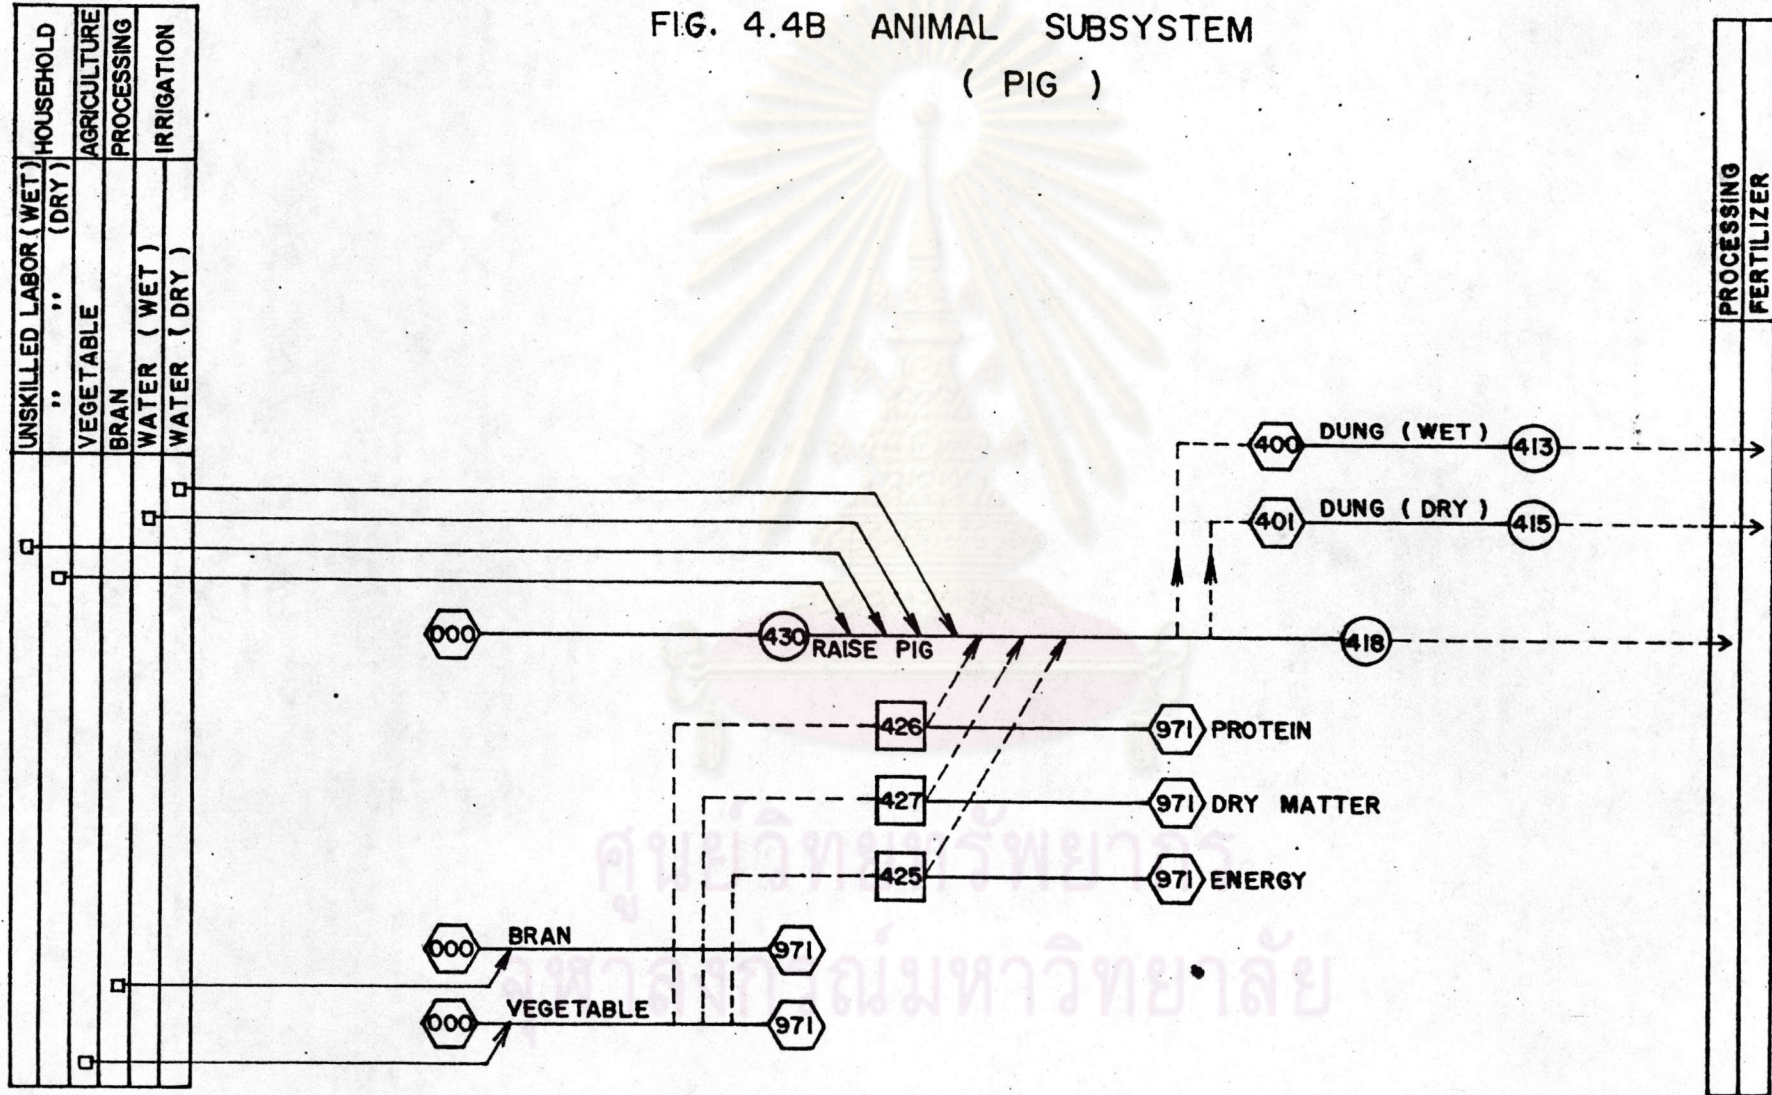 FIG. 4.4B ANIMAL SUBSYSTEM
( PIG )
HOUSEHOLD
AGRICULTURE
PROCESSING
IRRIGATION
UNSKILLED LABOR (WET)
,, ,, (DRY)
VEGETABLE
BRAN
WATER (WET)
WATER (DRY)
PROCESSING
FERTILIZER
400 DUNG (WET) 413
401 DUNG (DRY) 415
000 430 RAISE PIG 418
426 971 PROTEIN
427 971 DRY MATTER
425 971 ENERGY
000 BRAN 971
000 VEGETABLE 971
ศูนย์วิทยทรัพยากร
จุฬาลงกรณ์มหาวิทยาลัย